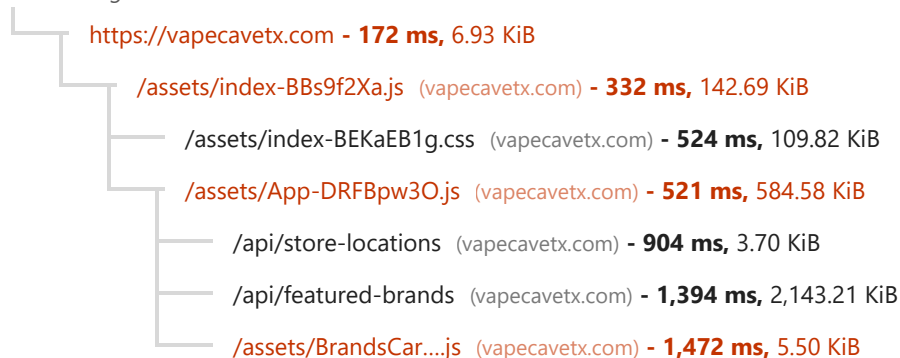 https://vapecavetx.com - 172 ms, 6.93 KiB
/assets/index-BBs9f2Xa.js (vapecavetx.com) - 332 ms, 142.69 KiB
/assets/index-BEKaEB1g.css (vapecavetx.com) - 524 ms, 109.82 KiB
/assets/App-DRFBpw3O.js (vapecavetx.com) - 521 ms, 584.58 KiB
/api/store-locations (vapecavetx.com) - 904 ms, 3.70 KiB
/api/featured-brands (vapecavetx.com) - 1,394 ms, 2,143.21 KiB
/assets/BrandsCar….js (vapecavetx.com) - 1,472 ms, 5.50 KiB